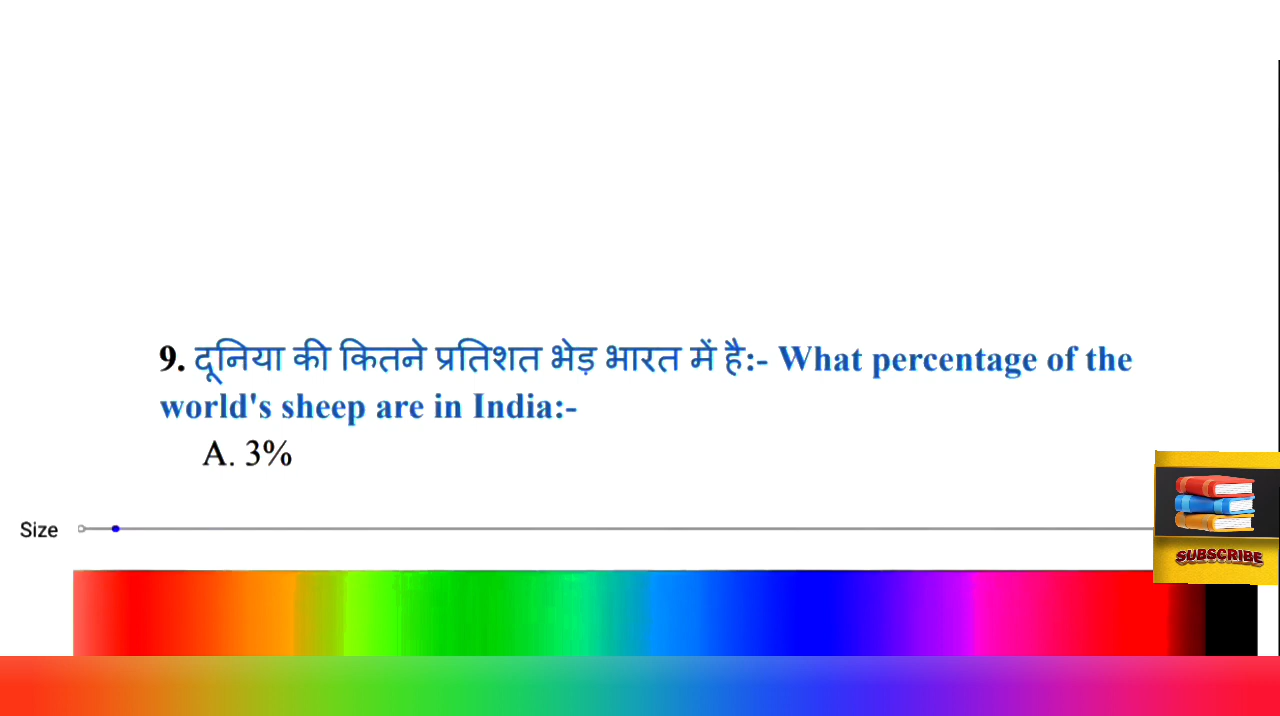 9. दूनिया की कितने प्रतिशत भेड़ भारत में है:- What percentage of the
world's sheep are in India:-
A. 3%
Size
SUBSCRIBE